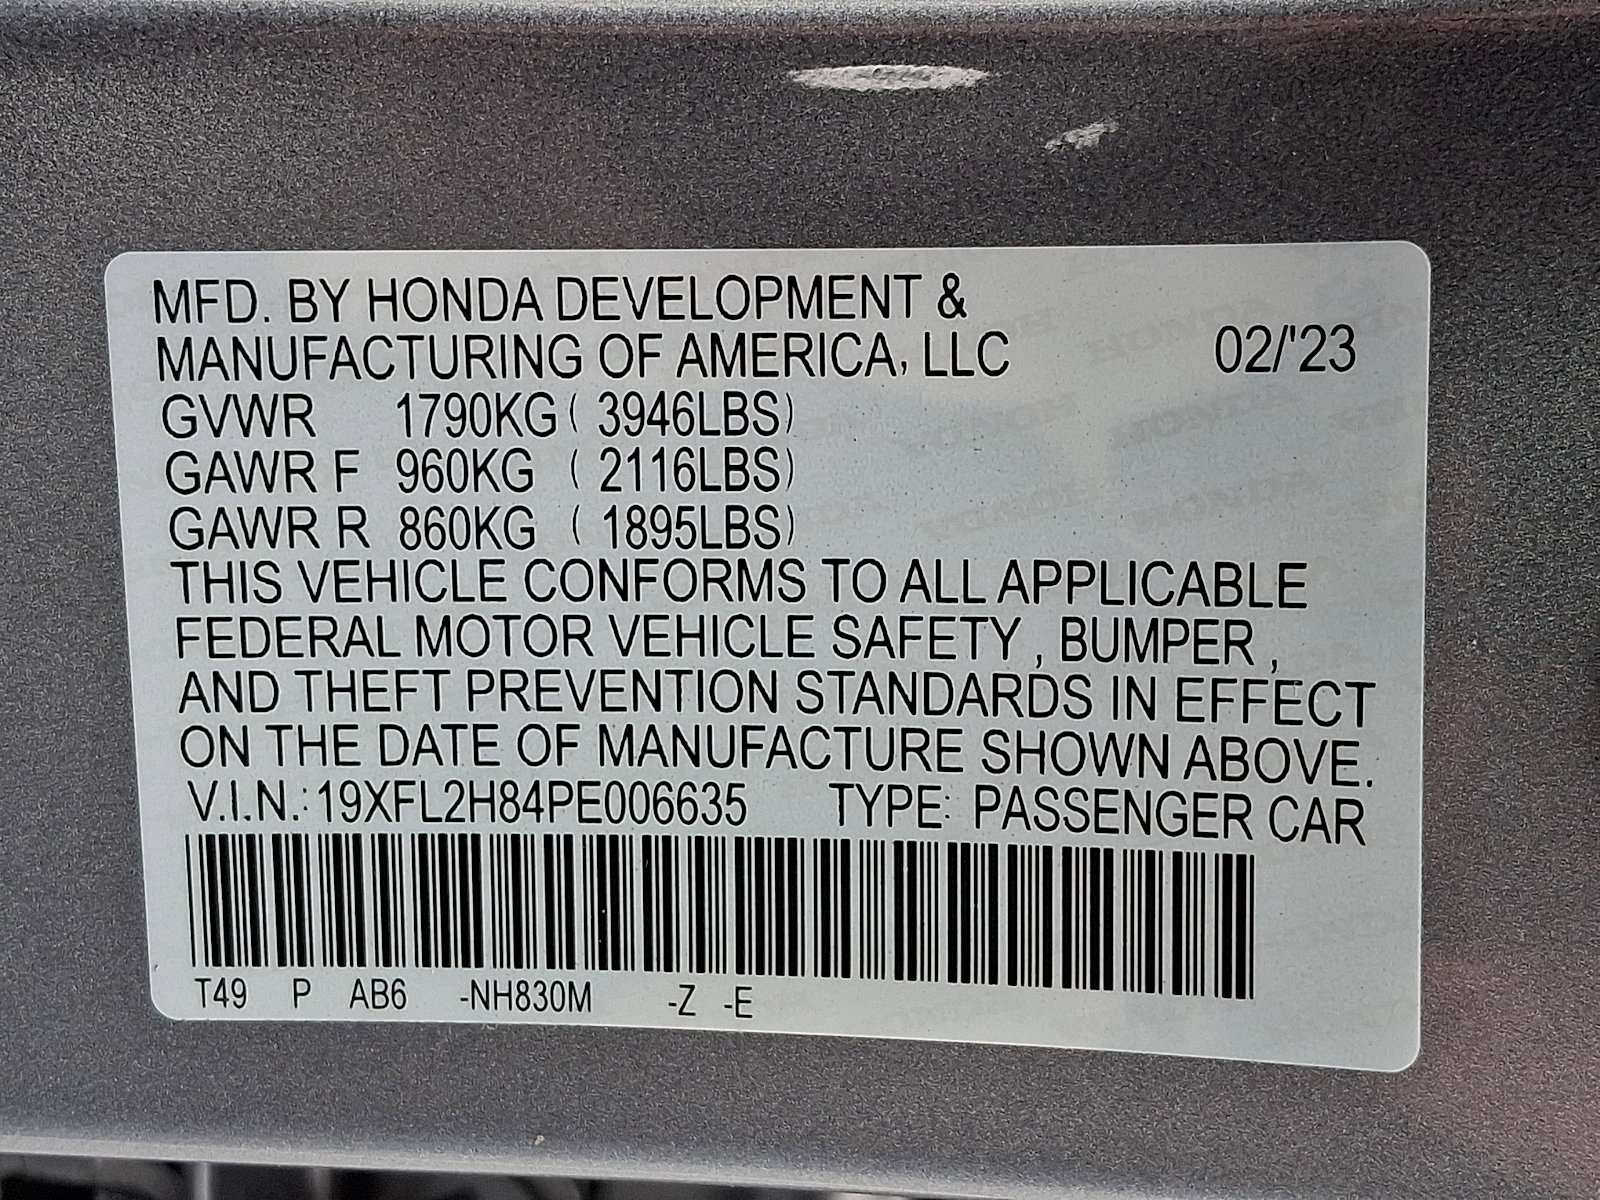 MFD. BY HONDA DEVELOPMENT &
MANUFACTURING OF AMERICA, LLC 02/'23
GVWR 1790KG ( 3946LBS)
GAWR F 960KG ( 2116LBS)
GAWR R 860KG ( 1895LBS)
THIS VEHICLE CONFORMS TO ALL APPLICABLE
FEDERAL MOTOR VEHICLE SAFETY , BUMPER ,
AND THEFT PREVENTION STANDARDS IN EFFECT
ON THE DATE OF MANUFACTURE SHOWN ABOVE.
V.I.N.: 19XFL2H84PE006635 TYPE: PASSENGER CAR
T49 P AB6 -NH830M -Z -E